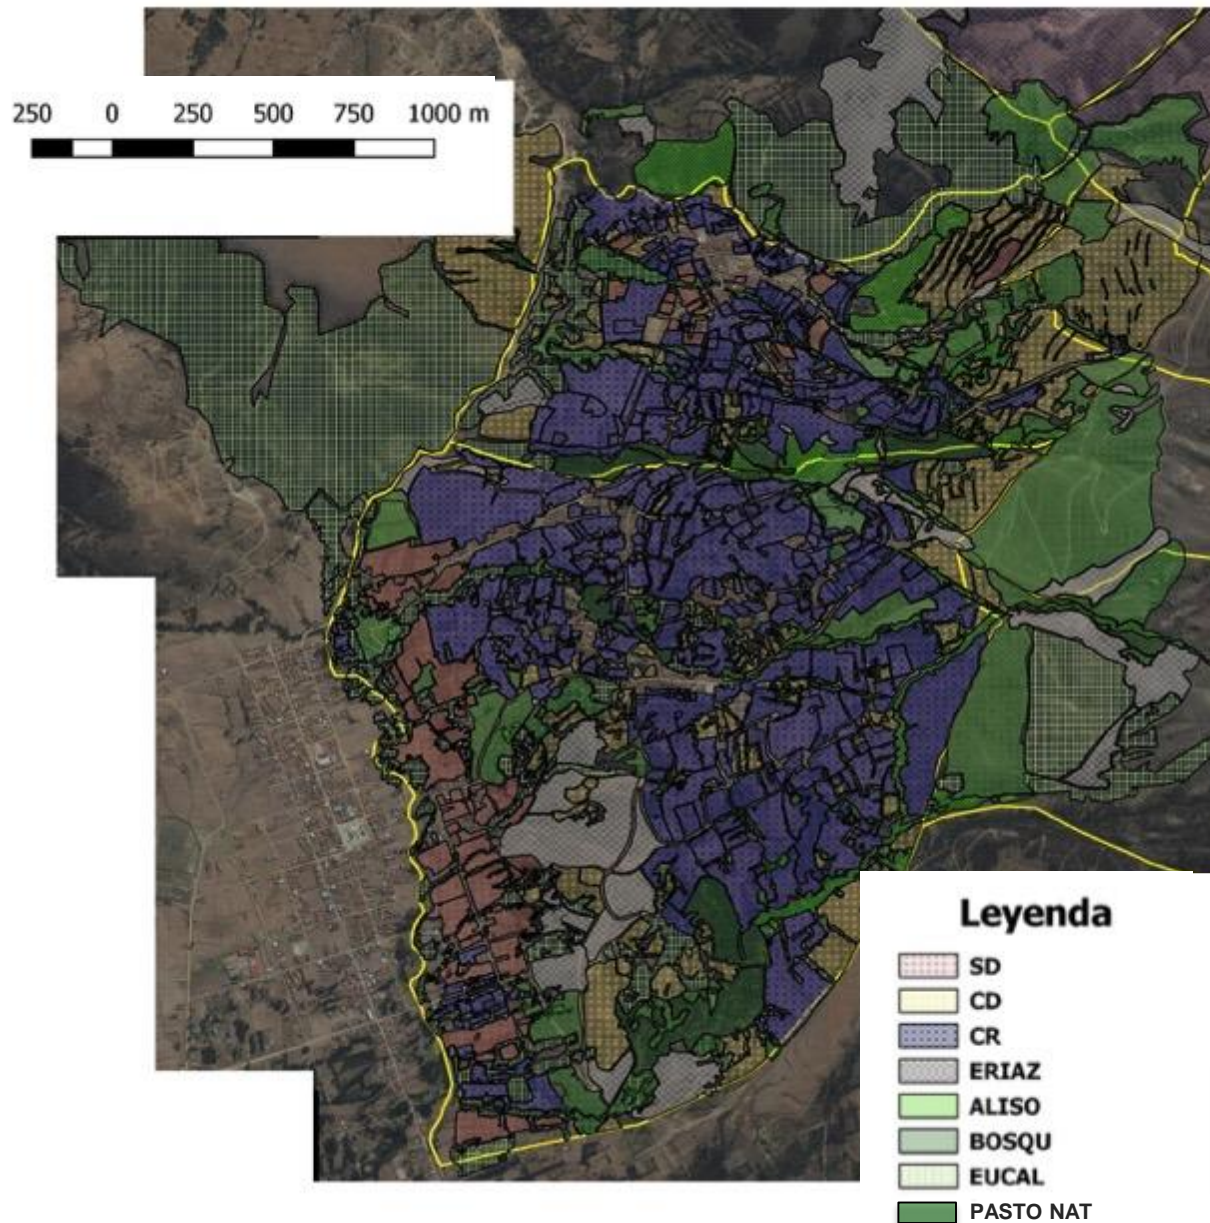 250 0 250 500 750 1000 m
Leyenda
SD
CD
CR
ERIAZ
ALISO
BOSQU
EUCAL
PASTO NAT